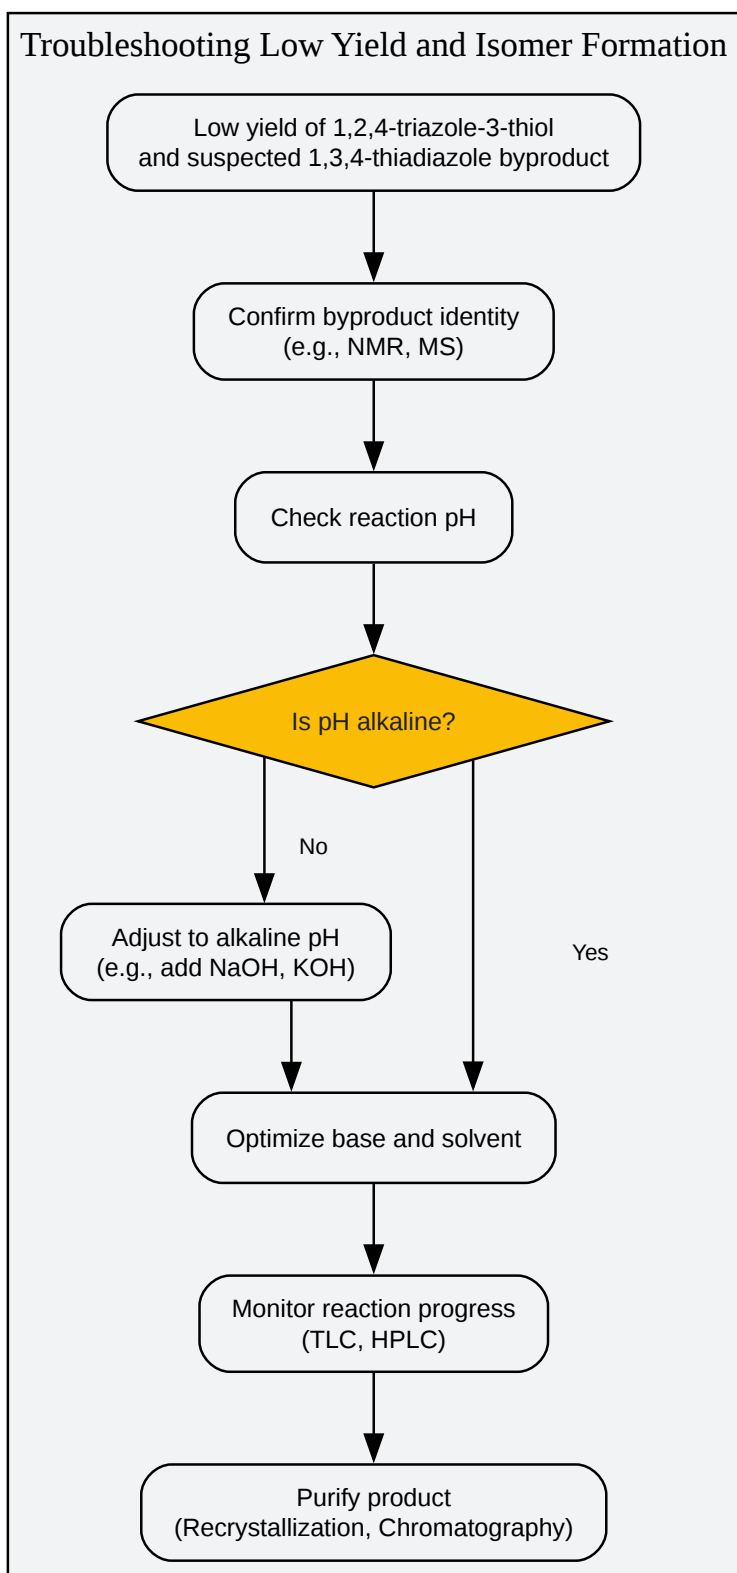 Troubleshooting Low Yield and Isomer Formation
Low yield of 1,2,4-triazole-3-thiol
and suspected 1,3,4-thiadiazole byproduct
Confirm byproduct identity
(e.g., NMR, MS)
Check reaction pH
Is pH alkaline?
No
Adjust to alkaline pH
(e.g., add NaOH, KOH)
Yes
Optimize base and solvent
Monitor reaction progress
(TLC, HPLC)
Purify product
(Recrystallization, Chromatography)